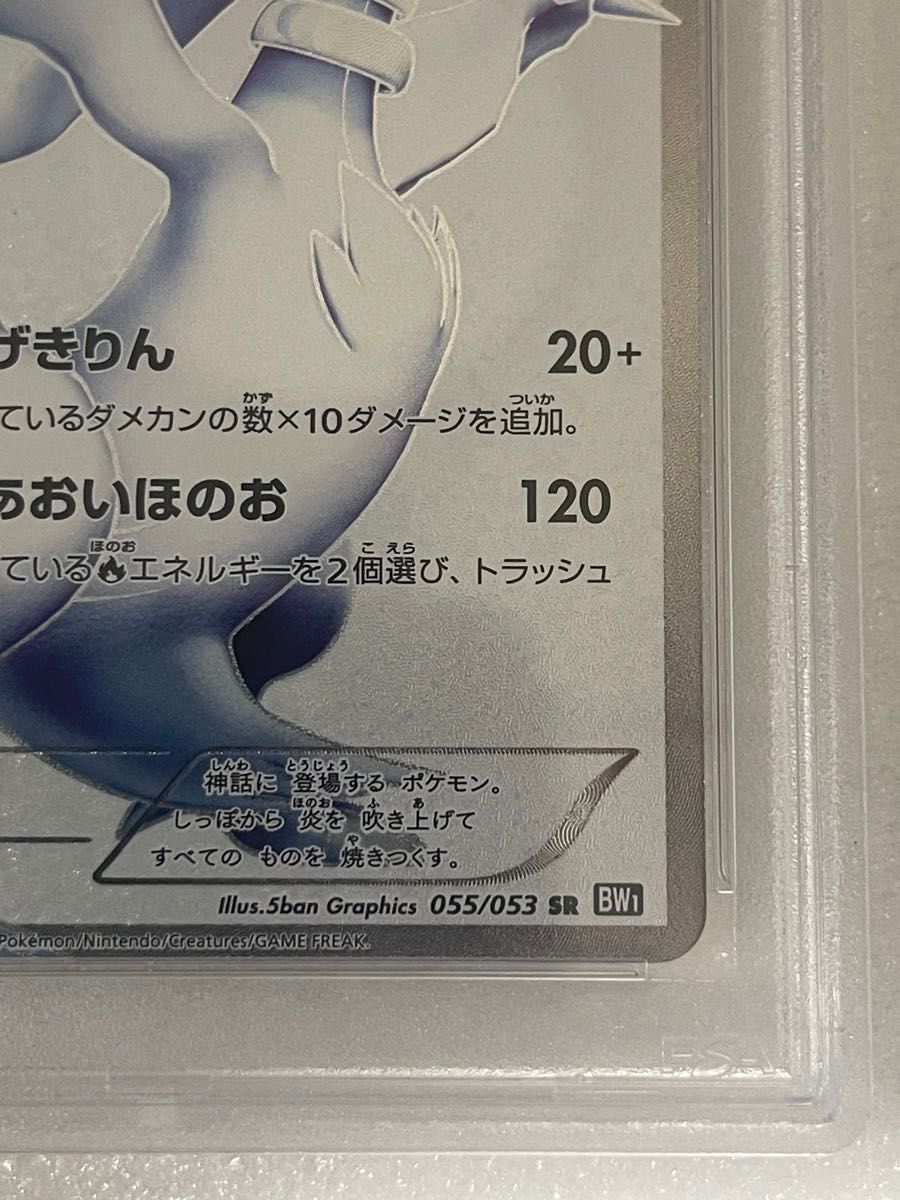 げきりん 20+
ているダメカンの数×10ダメージを追加。
あおいほのお 120
ている エネルギーを2個選び、トラッシュ
神話に 登場する ポケモン。
しっぽから 炎を 吹き上げて
すべての ものを 焼きつくす。
Illus.5ban Graphics 055/053 SR BW1
Pokémon/Nintendo/Creatures/GAME FREAK.
PSA